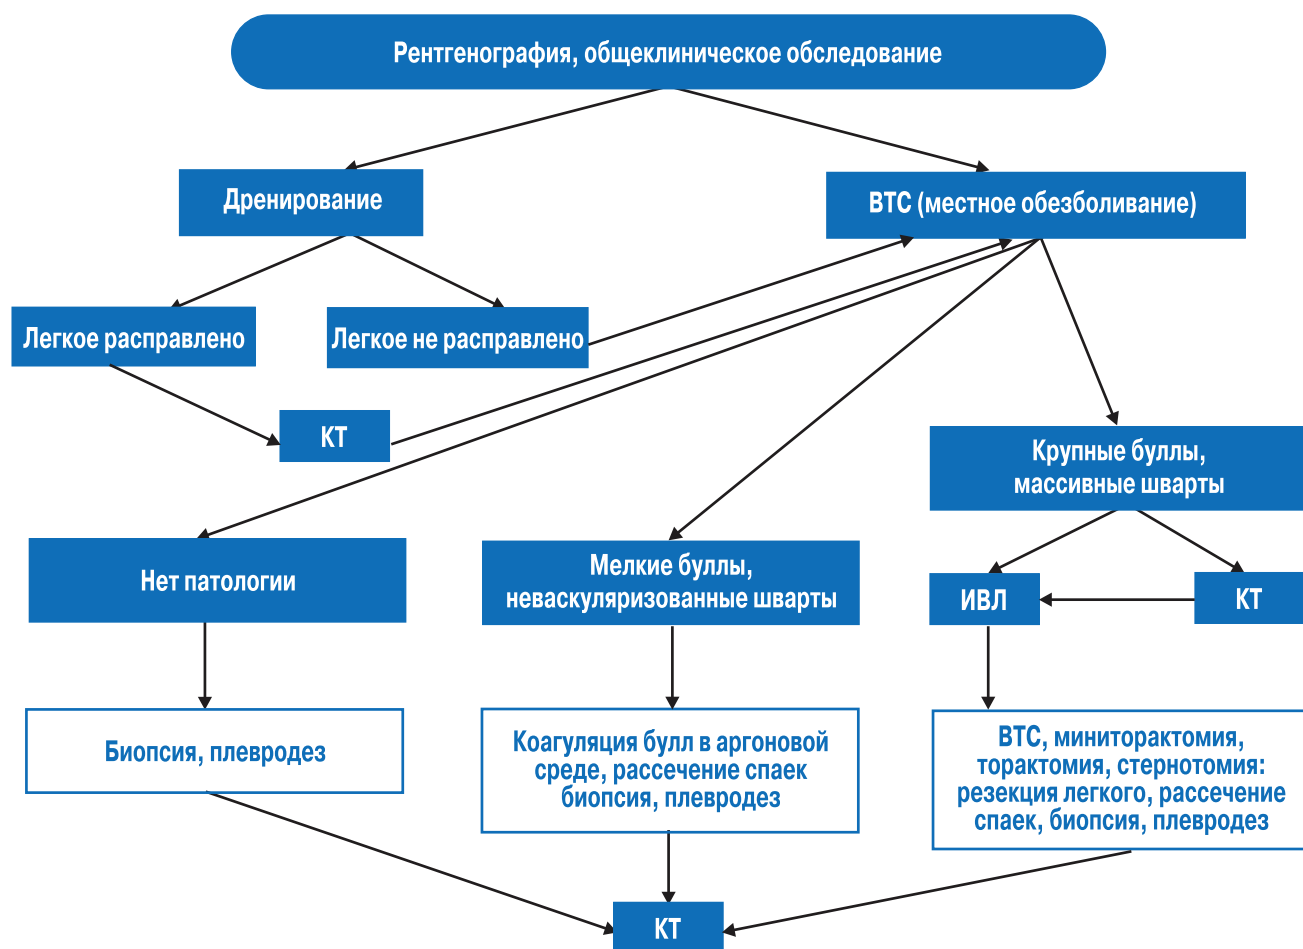 Рентгенография, общеклиническое обследование
Дренирование
ВТС (местное обезболивание)
Легкое расправлено
Легкое не расправлено
КТ
Крупные буллы,
массивные шварты
Нет патологии
Мелкие буллы,
неваскуляризованные шварты
ИВЛ
КТ
Биопсия, плевродез
Коагуляция булл в аргоновой
среде, рассечение спаек
биопсия, плевродез
ВТС, миниторактомия,
торактомия, стернотомия:
резекция легкого, рассечение
спаек, биопсия, плевродез
КТ